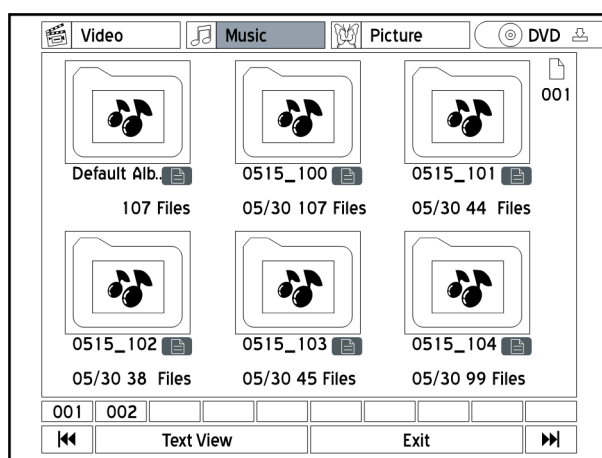 Video Music Picture DVD
001
Default Alb.. 0515_100 0515_101
107 Files 05/30 107 Files 05/30 44 Files
0515_102 0515_103 0515_104
05/30 38 Files 05/30 45 Files 05/30 99 Files
001 002
Text View Exit